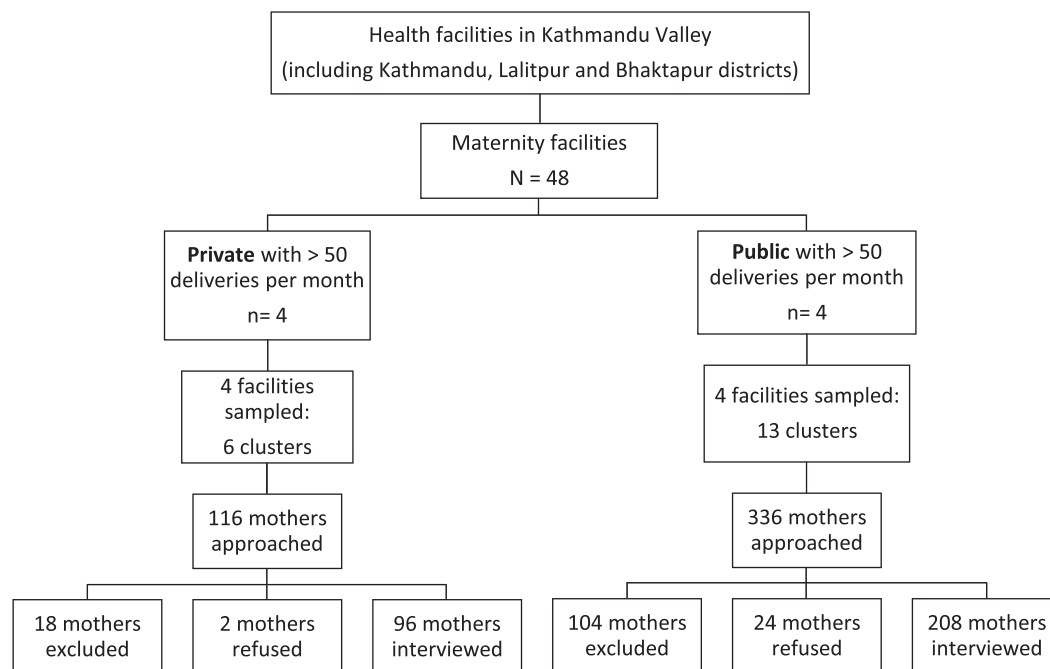 Health facilities in Kathmandu Valley
(including Kathmandu, Lalitpur and Bhaktapur districts)
Maternity facilities
N = 48
Private with > 50
deliveries per month
n= 4
Public with > 50
deliveries per month
n= 4
4 facilities
sampled:
6 clusters
4 facilities sampled:
13 clusters
116 mothers
approached
336 mothers
approached
18 mothers
excluded
2 mothers
refused
96 mothers
interviewed
104 mothers
excluded
24 mothers
refused
208 mothers
interviewed